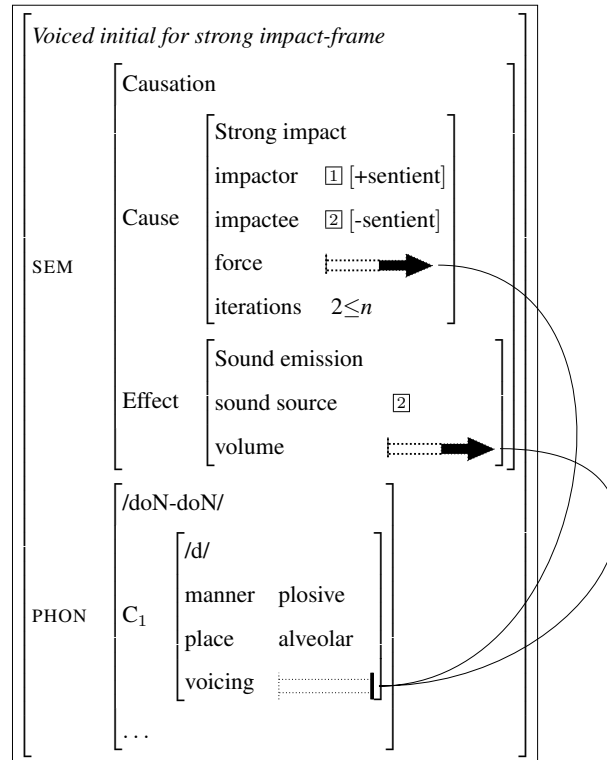 Voiced initial for strong impact-frame
Causation
Strong impact
impactor 1 [+sentient]
Cause impactee 2 [-sentient]
SEM force
iterations 2≤n
Sound emission
Effect sound source 2
volume
/doN-doN/
/d/
manner plosive
PHON C1 place alveolar
voicing
...